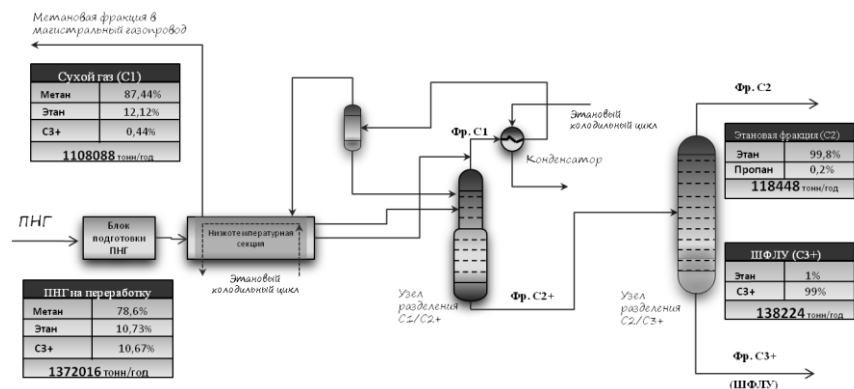 Метановая фракция в
магистральный газопровод
Сухой газ (С1)
Метан 87,44%
Этан 12,12%
С3+ 0,44%
1108088 тонн/год
ПНГ
Блок
подготовки
ПНГ
Низкотемпературная
секция
Этановый
холодильный цикл
ПНГ на переработку
Метан 78,6%
Этан 10,73%
С3+ 10,67%
1372016 тонн/год
Фр. С1
Этановый
холодильный цикл
Конденсатор
Узел
разделения
С1/С2+
Фр. С2+
Фр. С2
Этановая фракция (С2)
Этан 99,8%
Пропан 0,2%
118448 тонн/год
ШФЛУ (С3+)
Этан 1%
С3+ 99%
138224 тонн/год
Узел
разделения
С2/С3+
Фр. С3+
(ШФЛУ)